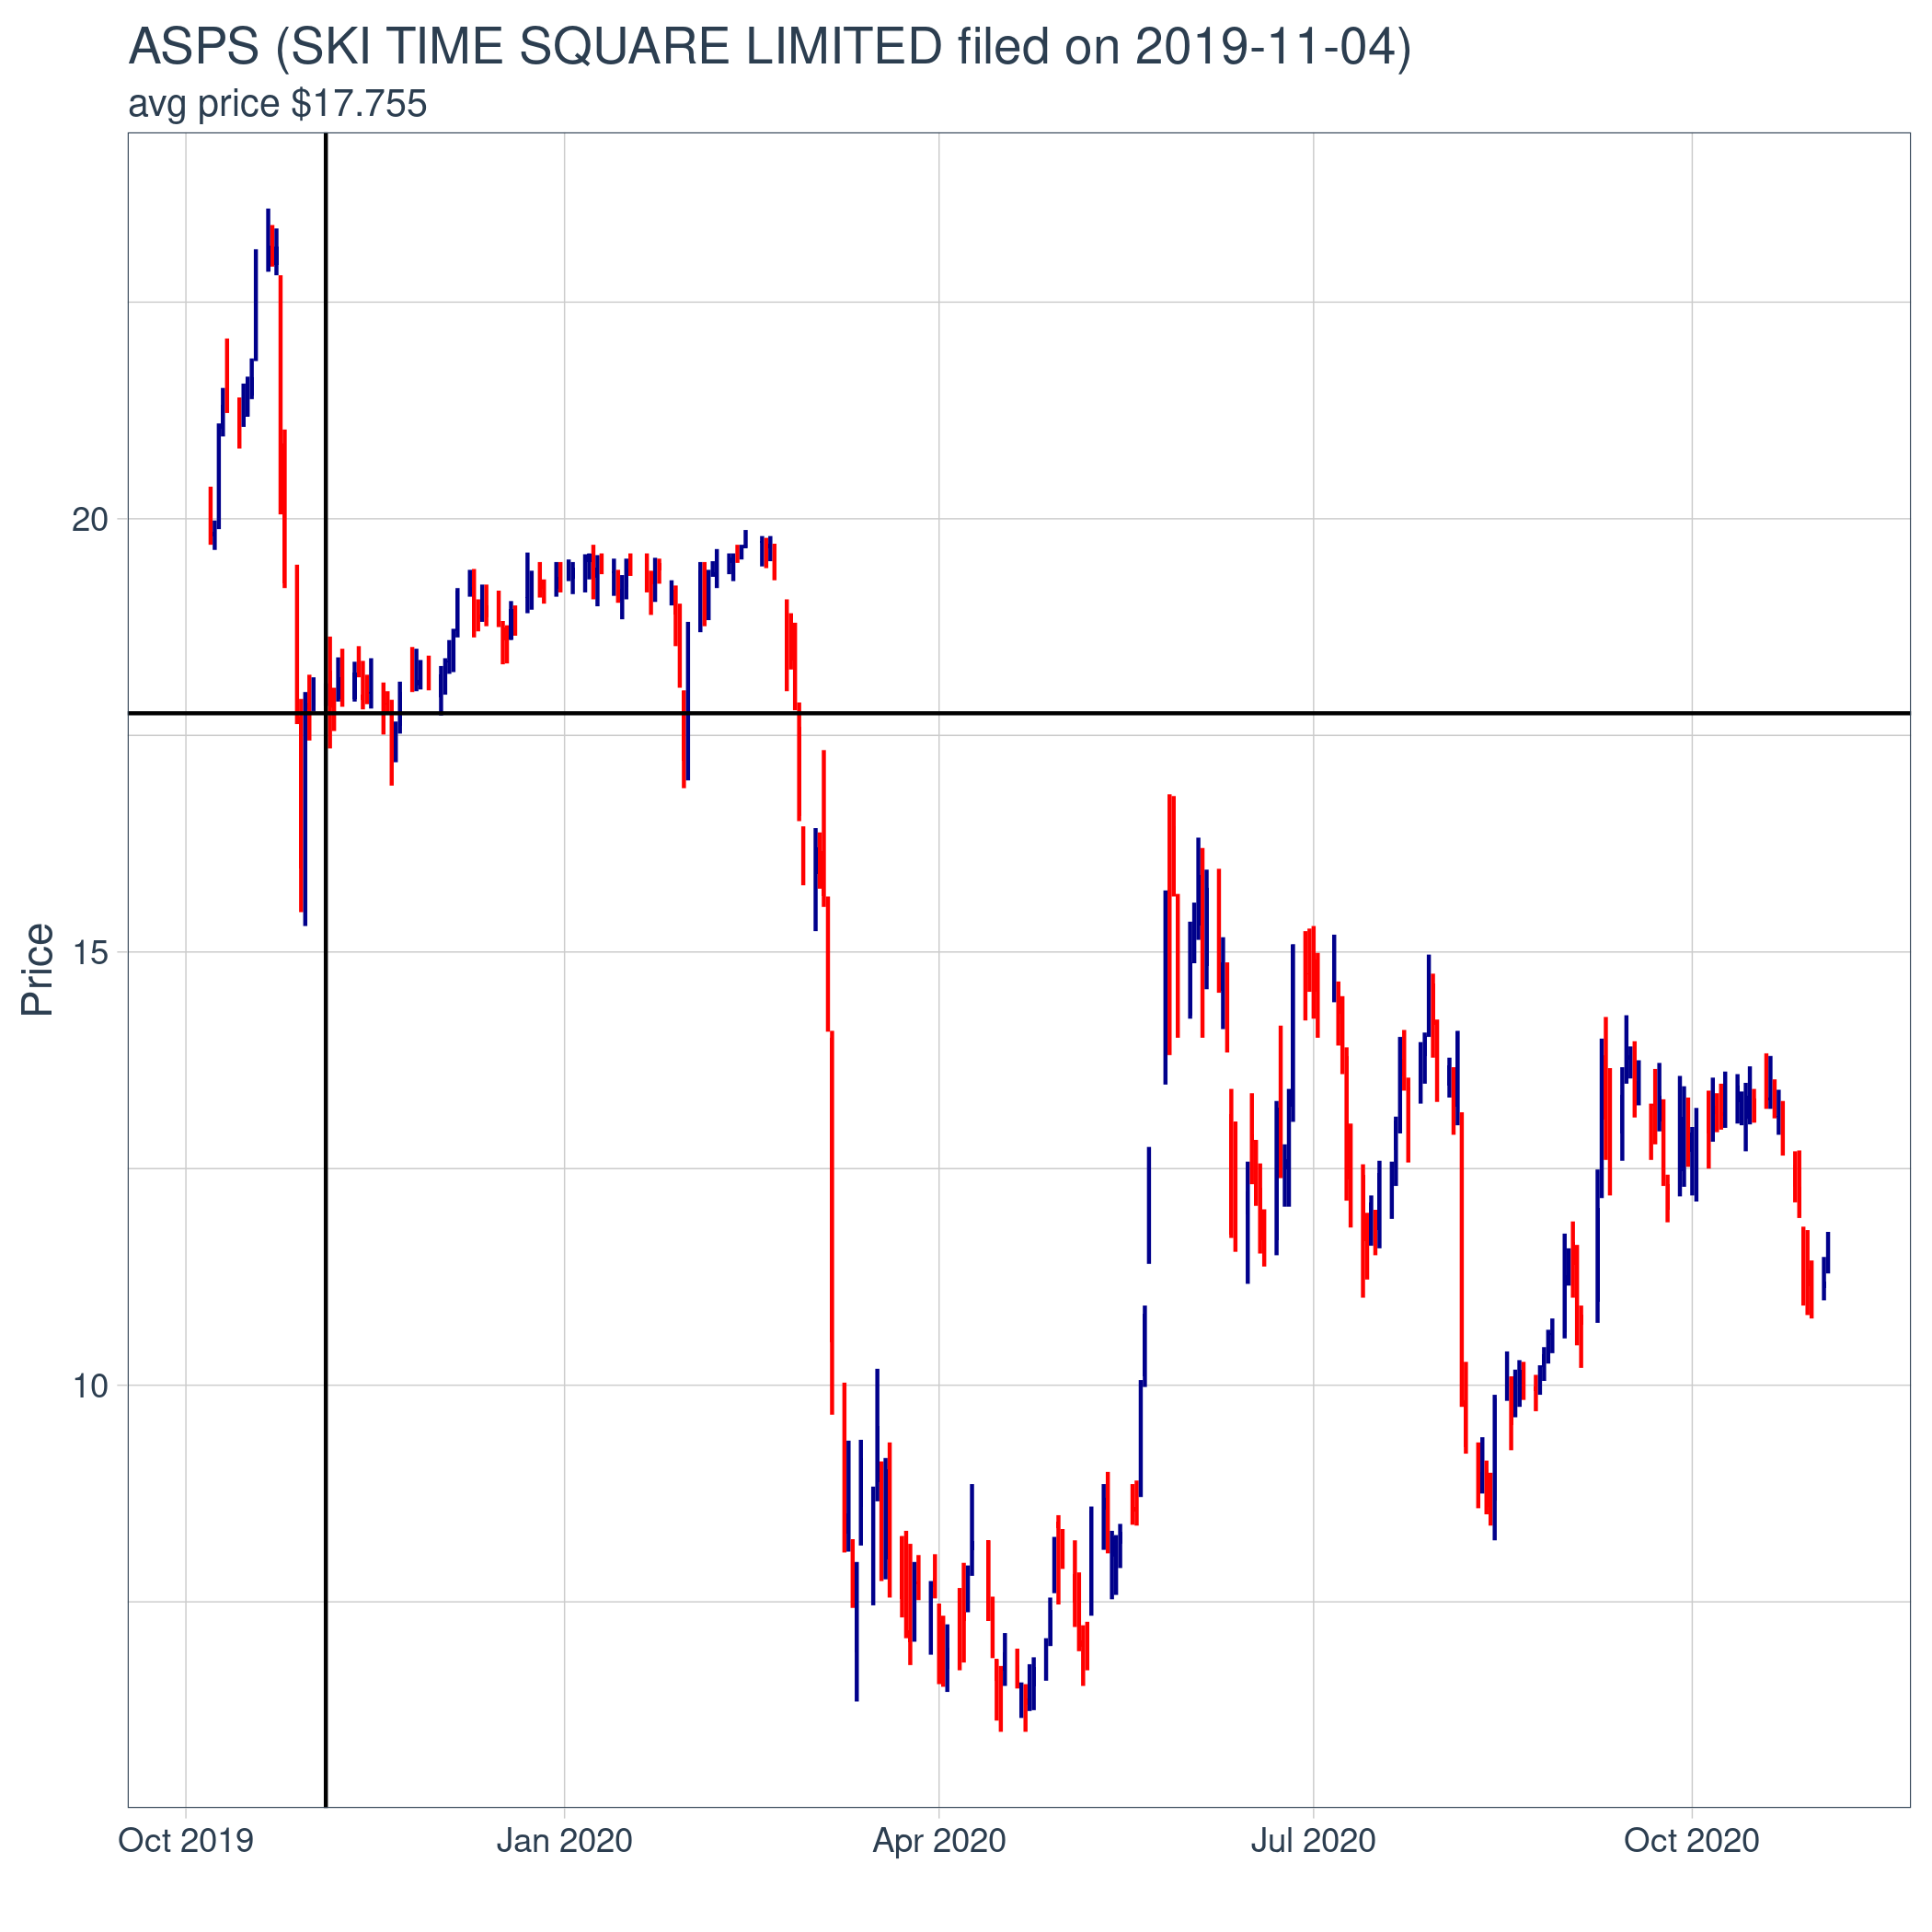 ASPS (SKI TIME SQUARE LIMITED filed on 2019-11-04)
avg price $17.755
Price
20
15
10
Oct 2019 Jan 2020 Apr 2020 Jul 2020 Oct 2020